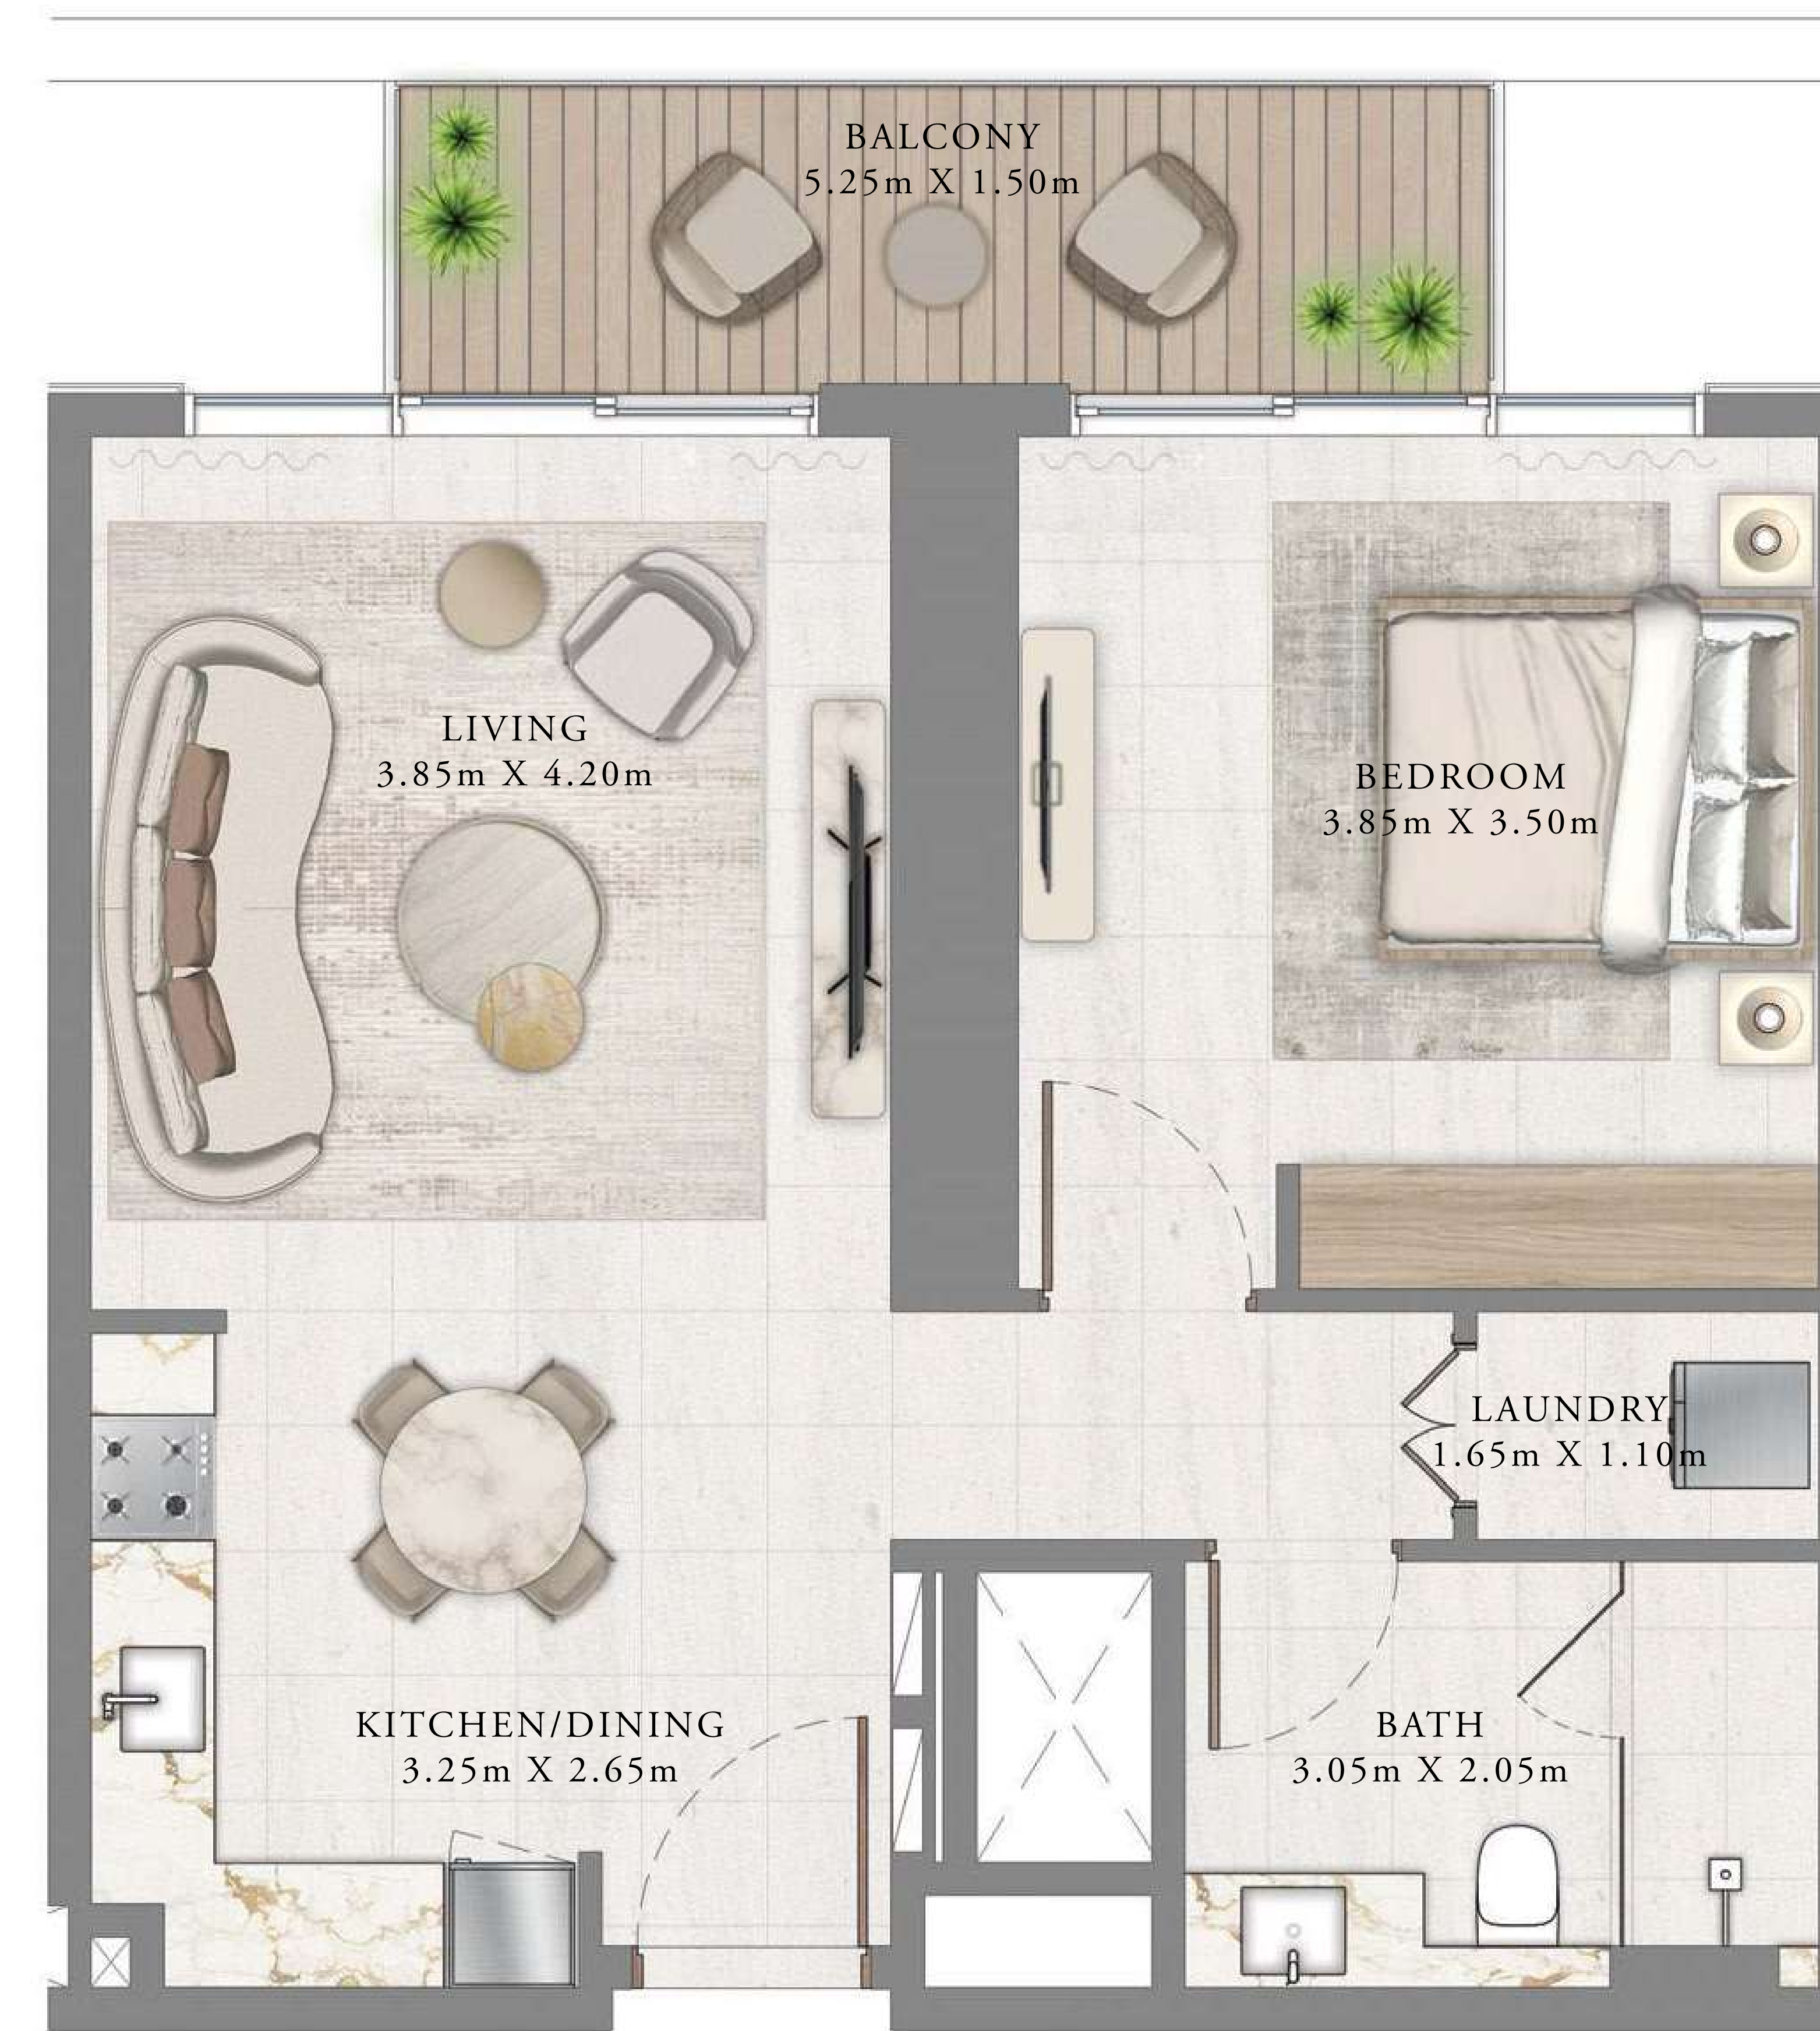 BALCONY
5.25m X 1.50m
LIVING
3.85m X 4.20m
BEDROOM
3.85m X 3.50m
LAUNDRY
1.65m X 1.10m
KITCHEN/DINING
3.25m X 2.65m
BATH
3.05m X 2.05m